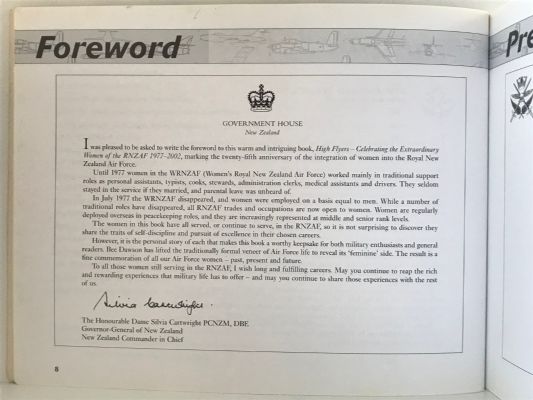 Foreword
GOVERNMENT HOUSE
New Zealand
I was pleased to be asked to write the foreword to this warm and intriguing book, High Flyers – Celebrating the Extraordinary
Women of the RNZAF 1977–2002, marking the twenty-fifth anniversary of the integration of women into the Royal New
Zealand Air Force.
Until 1977 women in the WRNZAF (Women's Royal New Zealand Air Force) worked mainly in traditional support
roles as personal assistants, typists, cooks, stewards, administration clerks, medical assistants and drivers. They seldom
stayed in the service if they married, and parental leave was unheard of.
In July 1977 the WRNZAF disappeared, and women were employed on a basis equal to men. While a number of
traditional roles have disappeared, all RNZAF trades and occupations are now open to women. Women are regularly
deployed overseas in peacekeeping roles, and they are increasingly represented at middle and senior rank levels.
The women in this book have all served, or continue to serve, in the RNZAF, so it is not surprising to discover they
share the traits of self-discipline and pursuit of excellence in their chosen careers.
However, it is the personal story of each that makes this book a worthy keepsake for both military enthusiasts and general
readers. Bee Dawson has lifted the traditionally formal veneer of Air Force life to reveal its 'feminine' side. The result is a
fine commemoration of all our Air Force women – past, present and future.
To all those women still serving in the RNZAF, I wish long and fulfilling careers. May you continue to reap the rich
and rewarding experiences that military life has to offer – and may you continue to share those experiences with the rest
of us.
Silvia Cartwright.
The Honourable Dame Silvia Cartwright PCNZM, DBE
Governor-General of New Zealand
New Zealand Commander in Chief
8
Pre